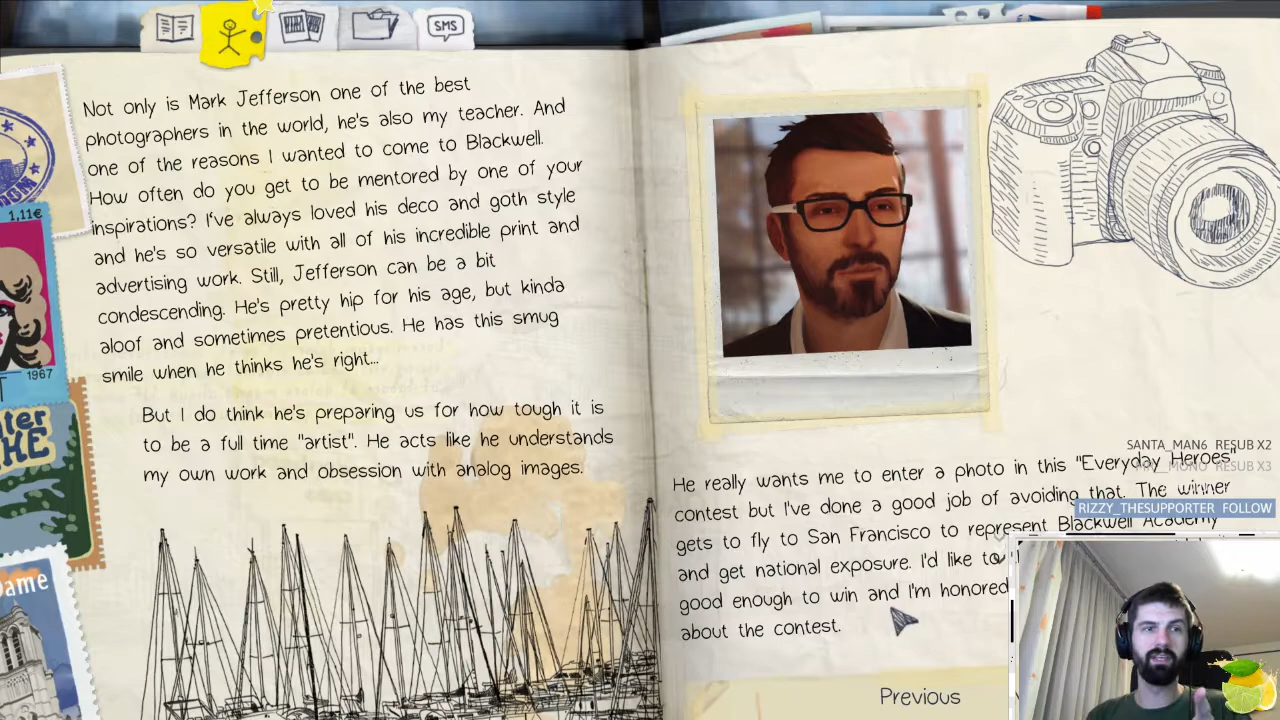 SMS
Not only is Mark Jefferson one of the best
photographers in the world, he's also my teacher. And
one of the reasons I wanted to come to Blackwell.
How often do you get to be mentored by one of your
inspirations? I've always loved his deco and goth style
and he's so versatile with all of his incredible print and
advertising work. Still, Jefferson can be a bit
condescending. He's pretty hip for his age, but kinda
aloof and sometimes pretentious. He has this smug
smile when he thinks he's right...
But I do think he's preparing us for how tough it is
to be a full time "artist". He acts like he understands
my own work and obsession with analog images.
1,11€
1967
Dame
He really wants me to enter a photo in this "Everyday Heroes"
contest but I've done a good job of avoiding that. The winner
gets to fly to San Francisco to represent Blackwell Academy
and get national exposure. I'd like to
good enough to win and I'm honored
about the contest.
Previous
SANTA_MAN6 RESUB X2
RESUB X3
RIZZY_THESUPPORTER FOLLOW